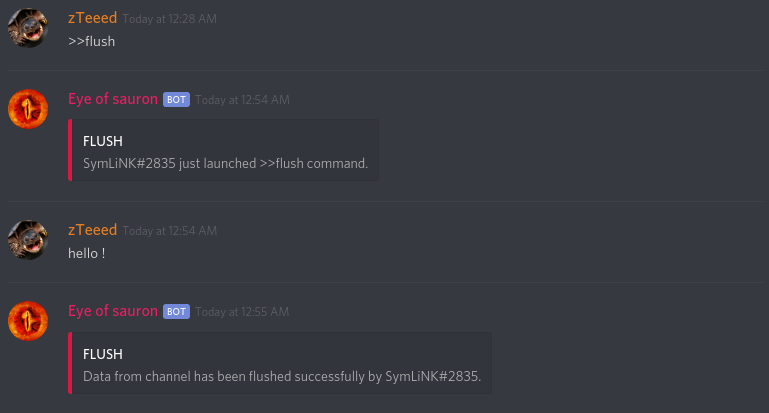 zTeeed Today at 12:28 AM
>>flush
Eye of sauron BOT Today at 12:54 AM
FLUSH
SymLiNK#2835 just launched >>flush command.
zTeeed Today at 12:54 AM
hello !
Eye of sauron BOT Today at 12:55 AM
FLUSH
Data from channel has been flushed successfully by SymLiNK#2835.